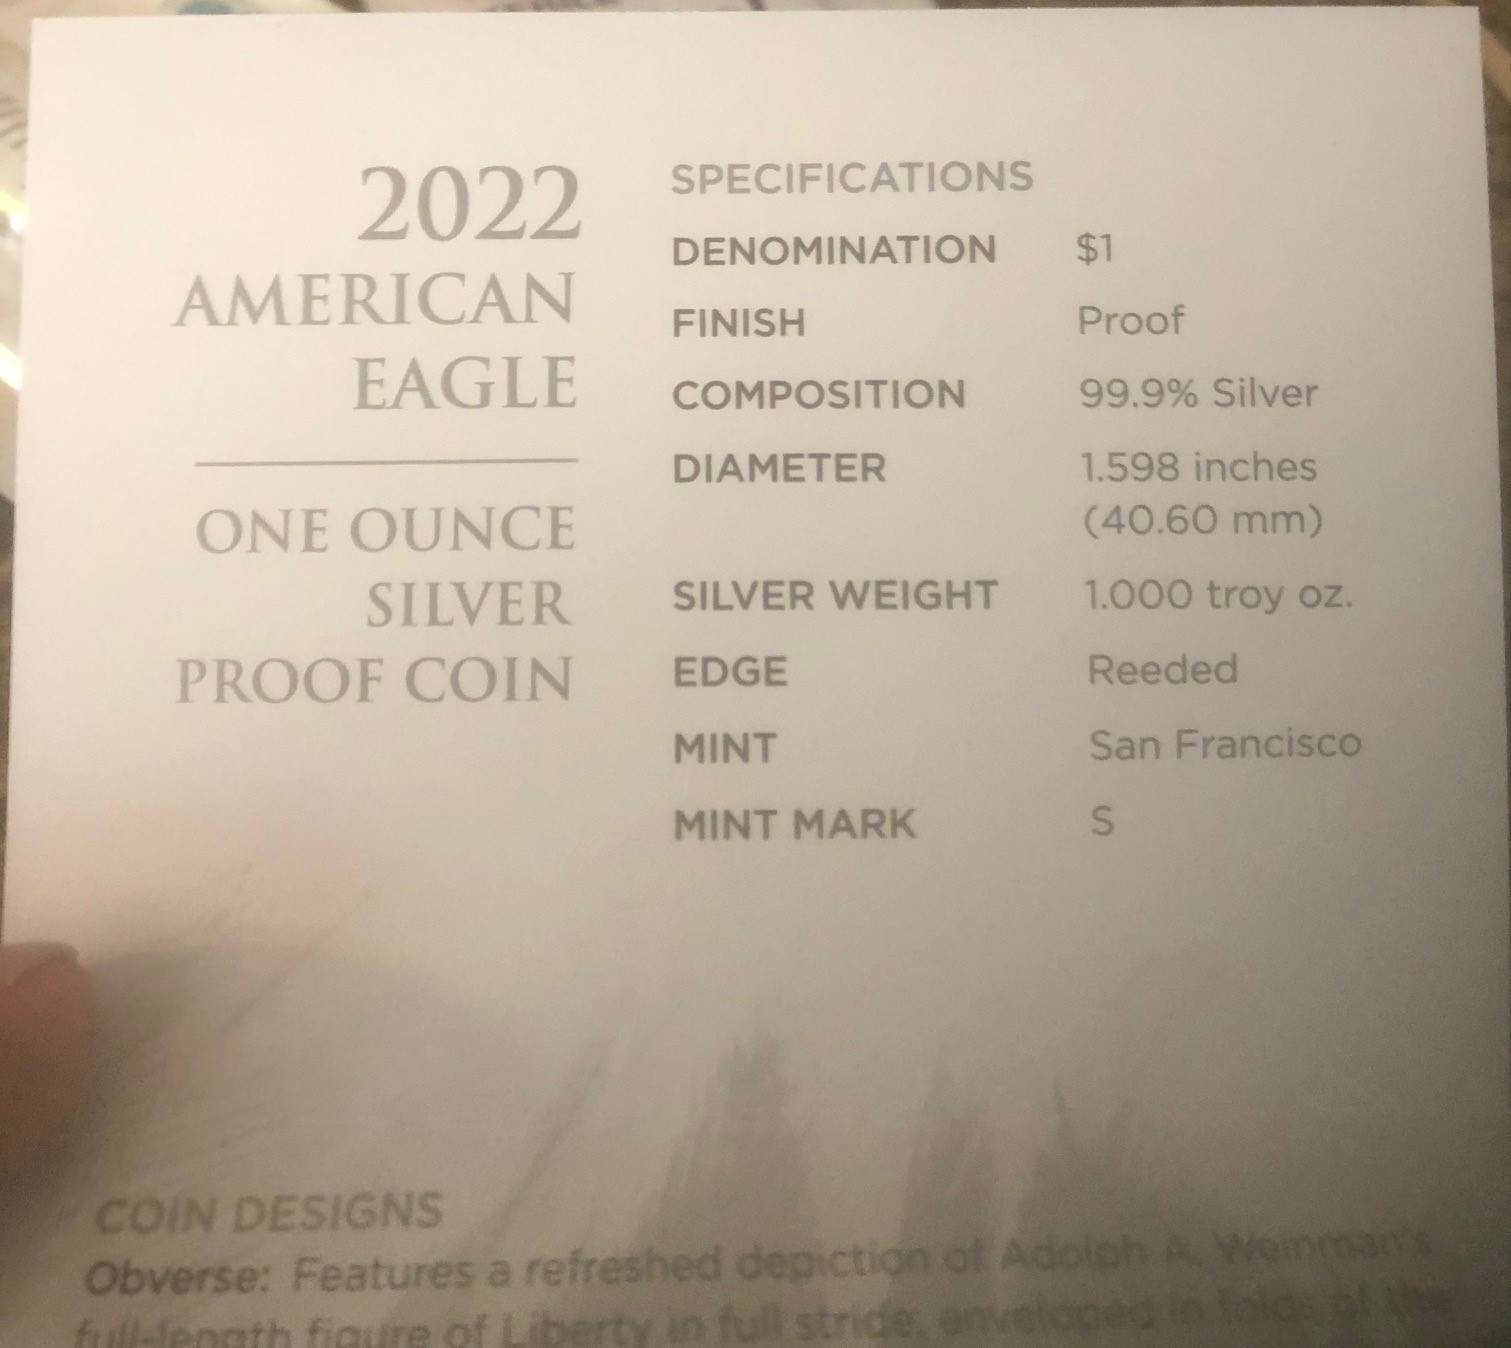 2022
AMERICAN
EAGLE
ONE OUNCE
SILVER
PROOF COIN
SPECIFICATIONS
DENOMINATION $1
FINISH Proof
COMPOSITION 99.9% Silver
DIAMETER 1.598 inches
(40.60 mm)
SILVER WEIGHT 1.000 troy oz.
EDGE Reeded
MINT San Francisco
MINT MARK S
COIN DESIGNS
Obverse: Features a refreshed depiction of Adolph A. Weinman's
full-length figure of Liberty in full stride, enveloped in folds of the